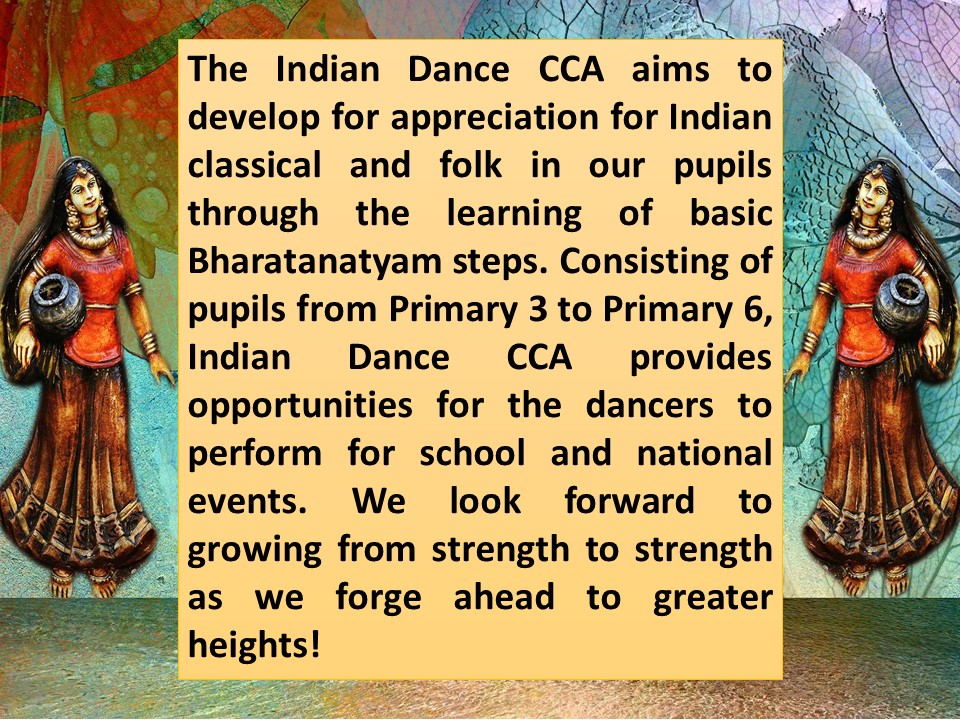 The Indian Dance CCA aims to
develop for appreciation for Indian
classical and folk in our pupils
through the learning of basic
Bharatanatyam steps. Consisting of
pupils from Primary 3 to Primary 6,
Indian Dance CCA provides
opportunities for the dancers to
perform for school and national
events. We look forward to
growing from strength to strength
as we forge ahead to greater
heights!